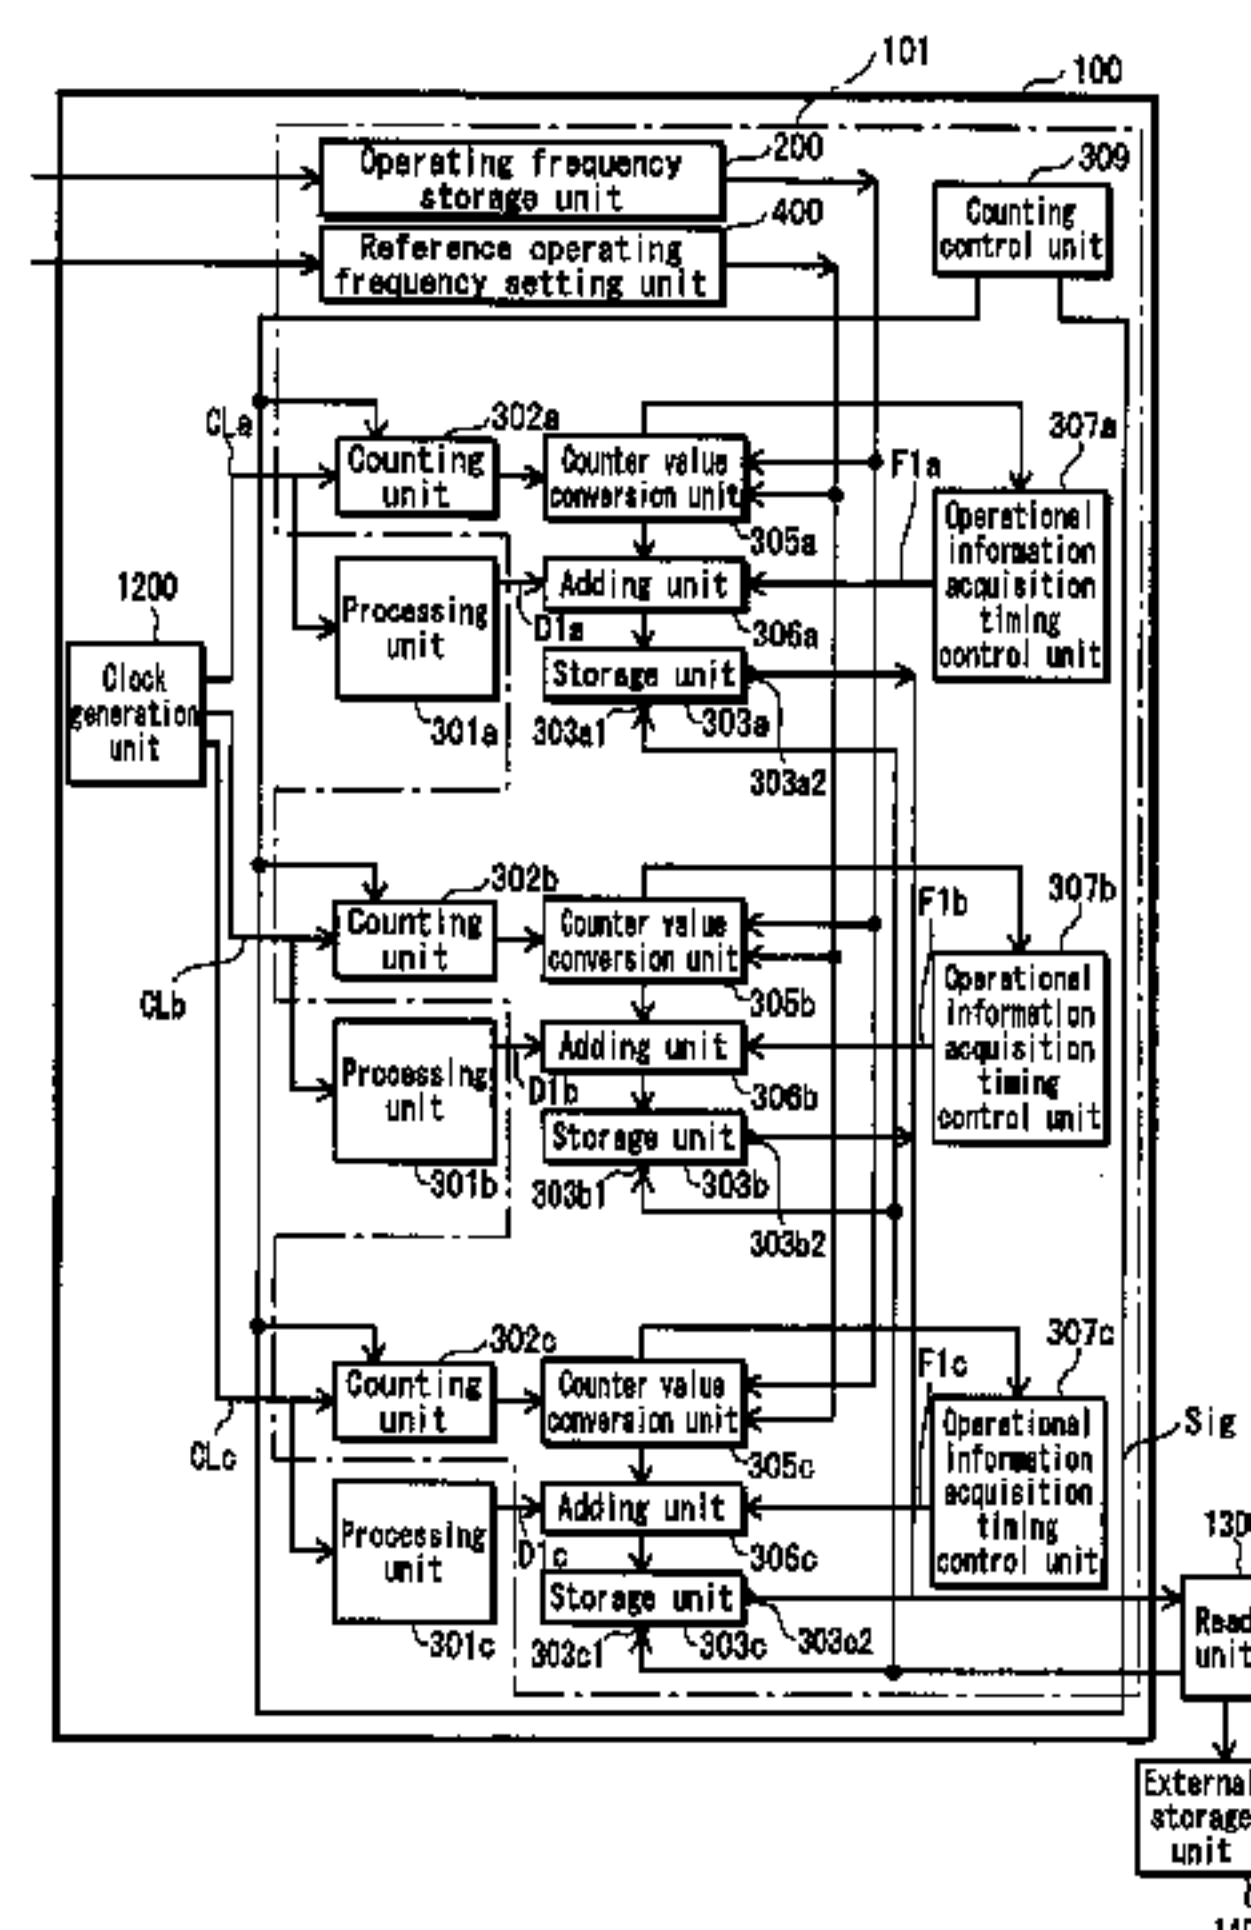 101
100
200
Operating frequency
storage unit
309
400
Counting
control unit
Reference operating
frequency setting unit
CLa
302a
307a
Counting
unit
Counter value
conversion unit
F1a
305a
Operational
information
acquisition
timing
control unit
1200
Processing
unit
Adding unit
D1a
306a
Clock
generation
unit
Storage unit
301a
303a1
303a
303a2
302b
307b
F1b
Counting
unit
Counter value
conversion unit
CLb
305b
Operational
information
acquisition
timing
control unit
Processing
unit
Adding unit
D1b
306b
Storage unit
301b
303b1
303b
303b2
302c
307c
F1c
Counting
unit
Counter value
conversion unit
Sig
CLc
305c
Operational
information
acquisition
timing
control unit
Processing
unit
Adding unit
D1c
306c
130
Storage unit
Read
unit
301c
303c1
303c
303c2
External
storage
unit